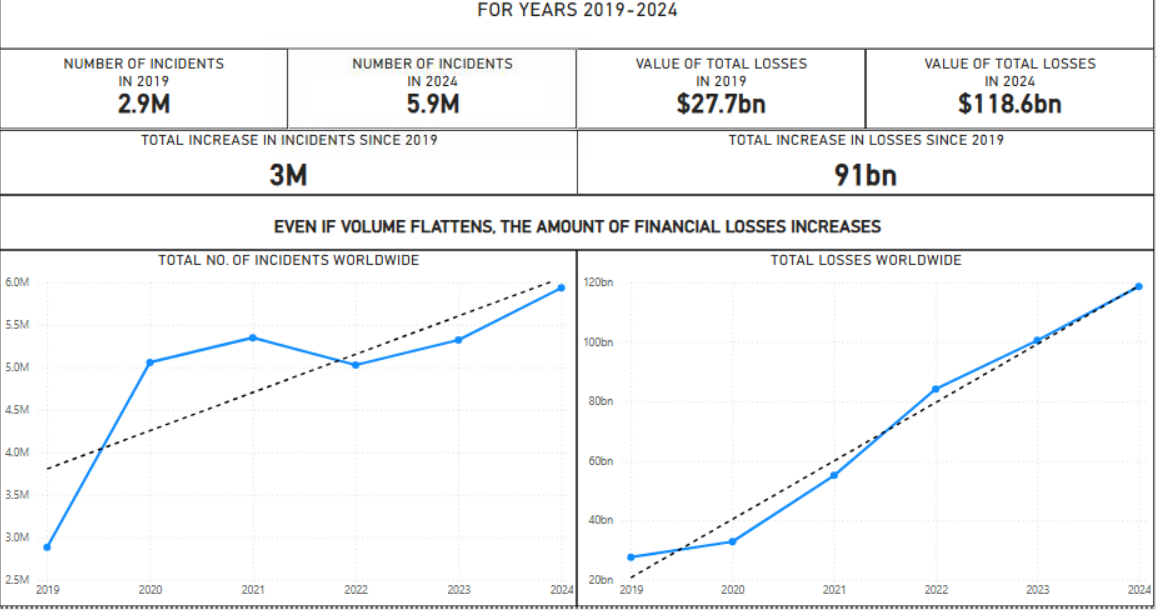 FOR YEARS 2019-2024
NUMBER OF INCIDENTS
IN 2019
2.9M
NUMBER OF INCIDENTS
IN 2024
5.9M
VALUE OF TOTAL LOSSES
IN 2019
$27.7bn
VALUE OF TOTAL LOSSES
IN 2024
$118.6bn
TOTAL INCREASE IN INCIDENTS SINCE 2019
3M
TOTAL INCREASE IN LOSSES SINCE 2019
91bn
EVEN IF VOLUME FLATTENS, THE AMOUNT OF FINANCIAL LOSSES INCREASES
TOTAL NO. OF INCIDENTS WORLDWIDE
6.0M
5.5M
5.0M
4.5M
4.0M
3.5M
3.0M
2.5M
2019 2020 2021 2022 2023 2024
TOTAL LOSSES WORLDWIDE
120bn
100bn
80bn
60bn
40bn
20bn
2019 2020 2021 2022 2023 2024